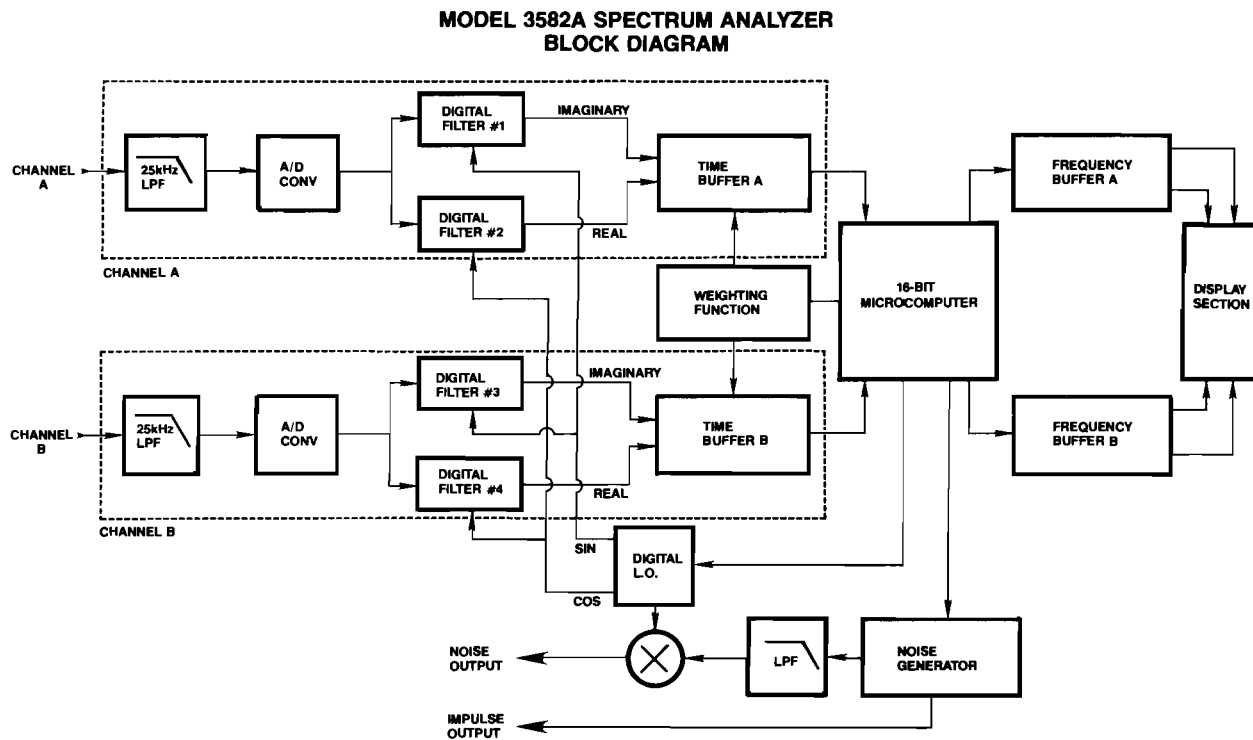 MODEL 3582A SPECTRUM ANALYZER
BLOCK DIAGRAM
CHANNEL
A
25kHz
LPF
A/D
CONV
DIGITAL
FILTER #1
IMAGINARY
DIGITAL
FILTER #2
REAL
TIME
BUFFER A
CHANNEL A
WEIGHTING
FUNCTION
16-BIT
MICROCOMPUTER
FREQUENCY
BUFFER A
DISPLAY
SECTION
CHANNEL
B
25kHz
LPF
A/D
CONV
DIGITAL
FILTER #3
IMAGINARY
DIGITAL
FILTER #4
REAL
TIME
BUFFER B
CHANNEL B
FREQUENCY
BUFFER B
SIN
COS
DIGITAL
L.O.
NOISE
OUTPUT
LPF
NOISE
GENERATOR
IMPULSE
OUTPUT